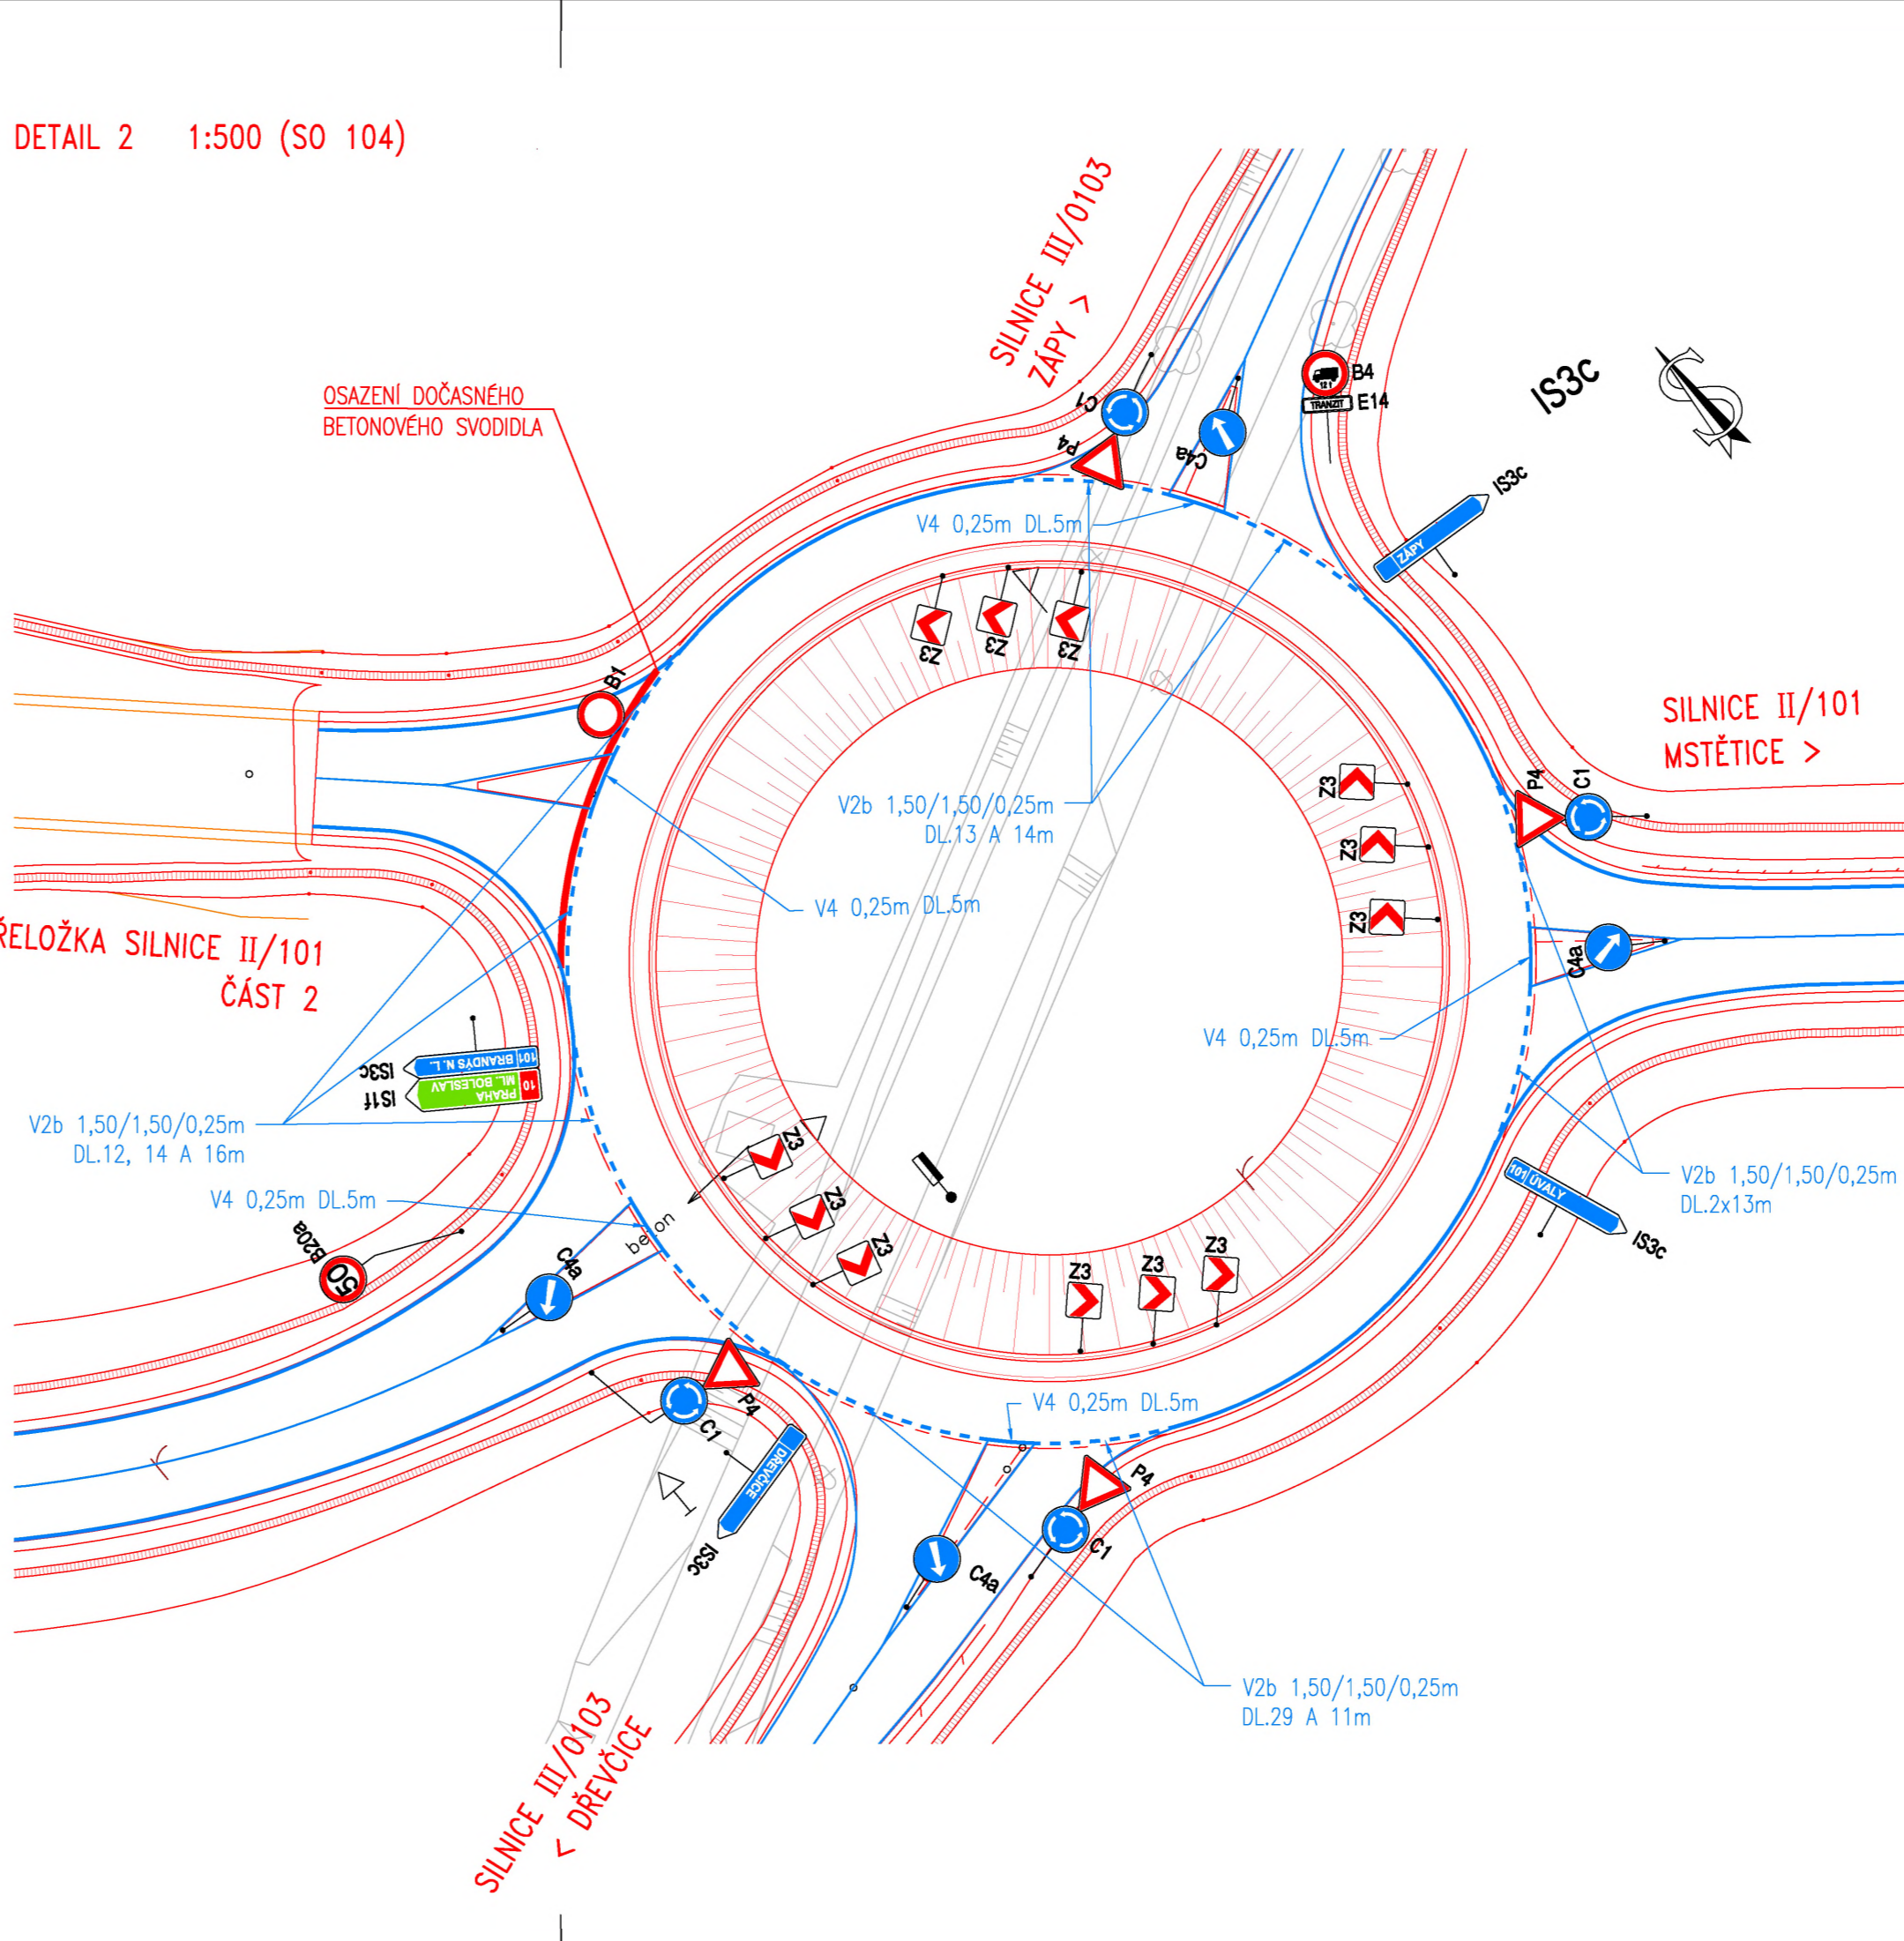 DETAIL 2 1:500 (SO 104)
SILNICE III/0103
ZÁPY >
OSAZENÍ DOČASNÉHO
BETONOVÉHO SVODIDLA
C1
P4
C4a
B4
12 t
TRANZIT
E14
IS3c
IS3c
ZÁPY
V4 0,25m DL.5m
Z3
Z3
Z3
B1
SILNICE II/101
MSTĚTICE >
P4
C1
Z3
Z3
Z3
V2b 1,50/1,50/0,25m
DL.13 A 14m
V4 0,25m DL.5m
ŘELOŽKA SILNICE II/101
ČÁST 2
C4a
V4 0,25m DL.5m
IS3c
101 BRANDÝS N. L.
IS1f
10 PRAHA
ML. BOLESLAV
V2b 1,50/1,50/0,25m
DL.12, 14 A 16m
V4 0,25m DL.5m
Z3
Z3
Z3
101 ÚVALY
IS3c
V2b 1,50/1,50/0,25m
DL.2x13m
B20a
50
C4a
Z3
Z3
Z3
V4 0,25m DL.5m
P4
C1
DŘEVČICE
IS3c
P4
C1
C4a
V2b 1,50/1,50/0,25m
DL.29 A 11m
SILNICE III/0103
< DŘEVČICE